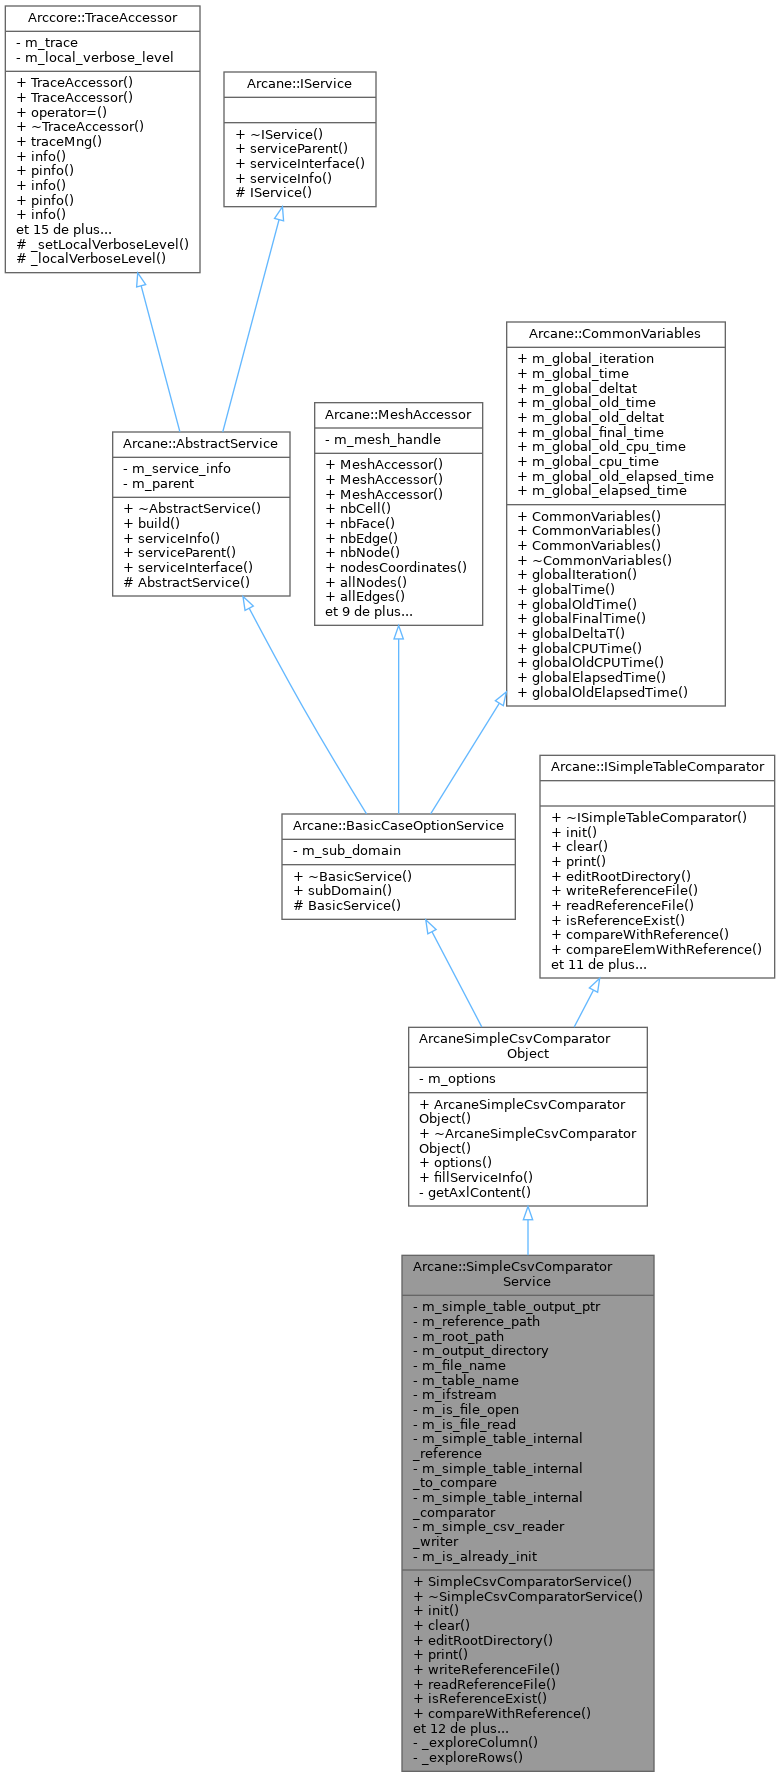 Arccore::TraceAccessor
- m_trace
- m_local_verbose_level
+ TraceAccessor()
+ TraceAccessor()
+ operator=()
+ ~TraceAccessor()
+ traceMng()
+ info()
+ pinfo()
+ info()
+ pinfo()
+ info()
et 15 de plus...
# _setLocalVerboseLevel()
# _localVerboseLevel()
Arcane::IService
+ ~IService()
+ serviceParent()
+ serviceInterface()
+ serviceInfo()
# IService()
Arcane::AbstractService
- m_service_info
- m_parent
+ ~AbstractService()
+ build()
+ serviceInfo()
+ serviceParent()
+ serviceInterface()
# AbstractService()
Arcane::MeshAccessor
- m_mesh_handle
+ MeshAccessor()
+ MeshAccessor()
+ MeshAccessor()
+ nbCell()
+ nbFace()
+ nbEdge()
+ nbNode()
+ nodesCoordinates()
+ allNodes()
+ allEdges()
et 9 de plus...
Arcane::CommonVariables
+ m_global_iteration
+ m_global_time
+ m_global_deltat
+ m_global_old_time
+ m_global_old_deltat
+ m_global_final_time
+ m_global_old_cpu_time
+ m_global_cpu_time
+ m_global_old_elapsed_time
+ m_global_elapsed_time
+ CommonVariables()
+ CommonVariables()
+ CommonVariables()
+ ~CommonVariables()
+ globalIteration()
+ globalTime()
+ globalOldTime()
+ globalFinalTime()
+ globalDeltaT()
+ globalCPUTime()
+ globalOldCPUTime()
+ globalElapsedTime()
+ globalOldElapsedTime()
Arcane::BasicCaseOptionService
- m_sub_domain
+ ~BasicService()
+ subDomain()
# BasicService()
Arcane::ISimpleTableComparator
+ ~ISimpleTableComparator()
+ init()
+ clear()
+ print()
+ editRootDirectory()
+ writeReferenceFile()
+ readReferenceFile()
+ isReferenceExist()
+ compareWithReference()
+ compareElemWithReference()
et 11 de plus...
ArcaneSimpleCsvComparator
Object
- m_options
+ ArcaneSimpleCsvComparator
Object()
+ ~ArcaneSimpleCsvComparator
Object()
+ options()
+ fillServiceInfo()
- getAxlContent()
Arcane::SimpleCsvComparator
Service
- m_simple_table_output_ptr
- m_reference_path
- m_root_path
- m_output_directory
- m_file_name
- m_table_name
- m_ifstream
- m_is_file_open
- m_is_file_read
- m_simple_table_internal
_reference
- m_simple_table_internal
_to_compare
- m_simple_table_internal
_comparator
- m_simple_csv_reader
_writer
- m_is_already_init
+ SimpleCsvComparatorService()
+ ~SimpleCsvComparatorService()
+ init()
+ clear()
+ editRootDirectory()
+ print()
+ writeReferenceFile()
+ readReferenceFile()
+ isReferenceExist()
+ compareWithReference()
et 12 de plus...
- _exploreColumn()
- _exploreRows()